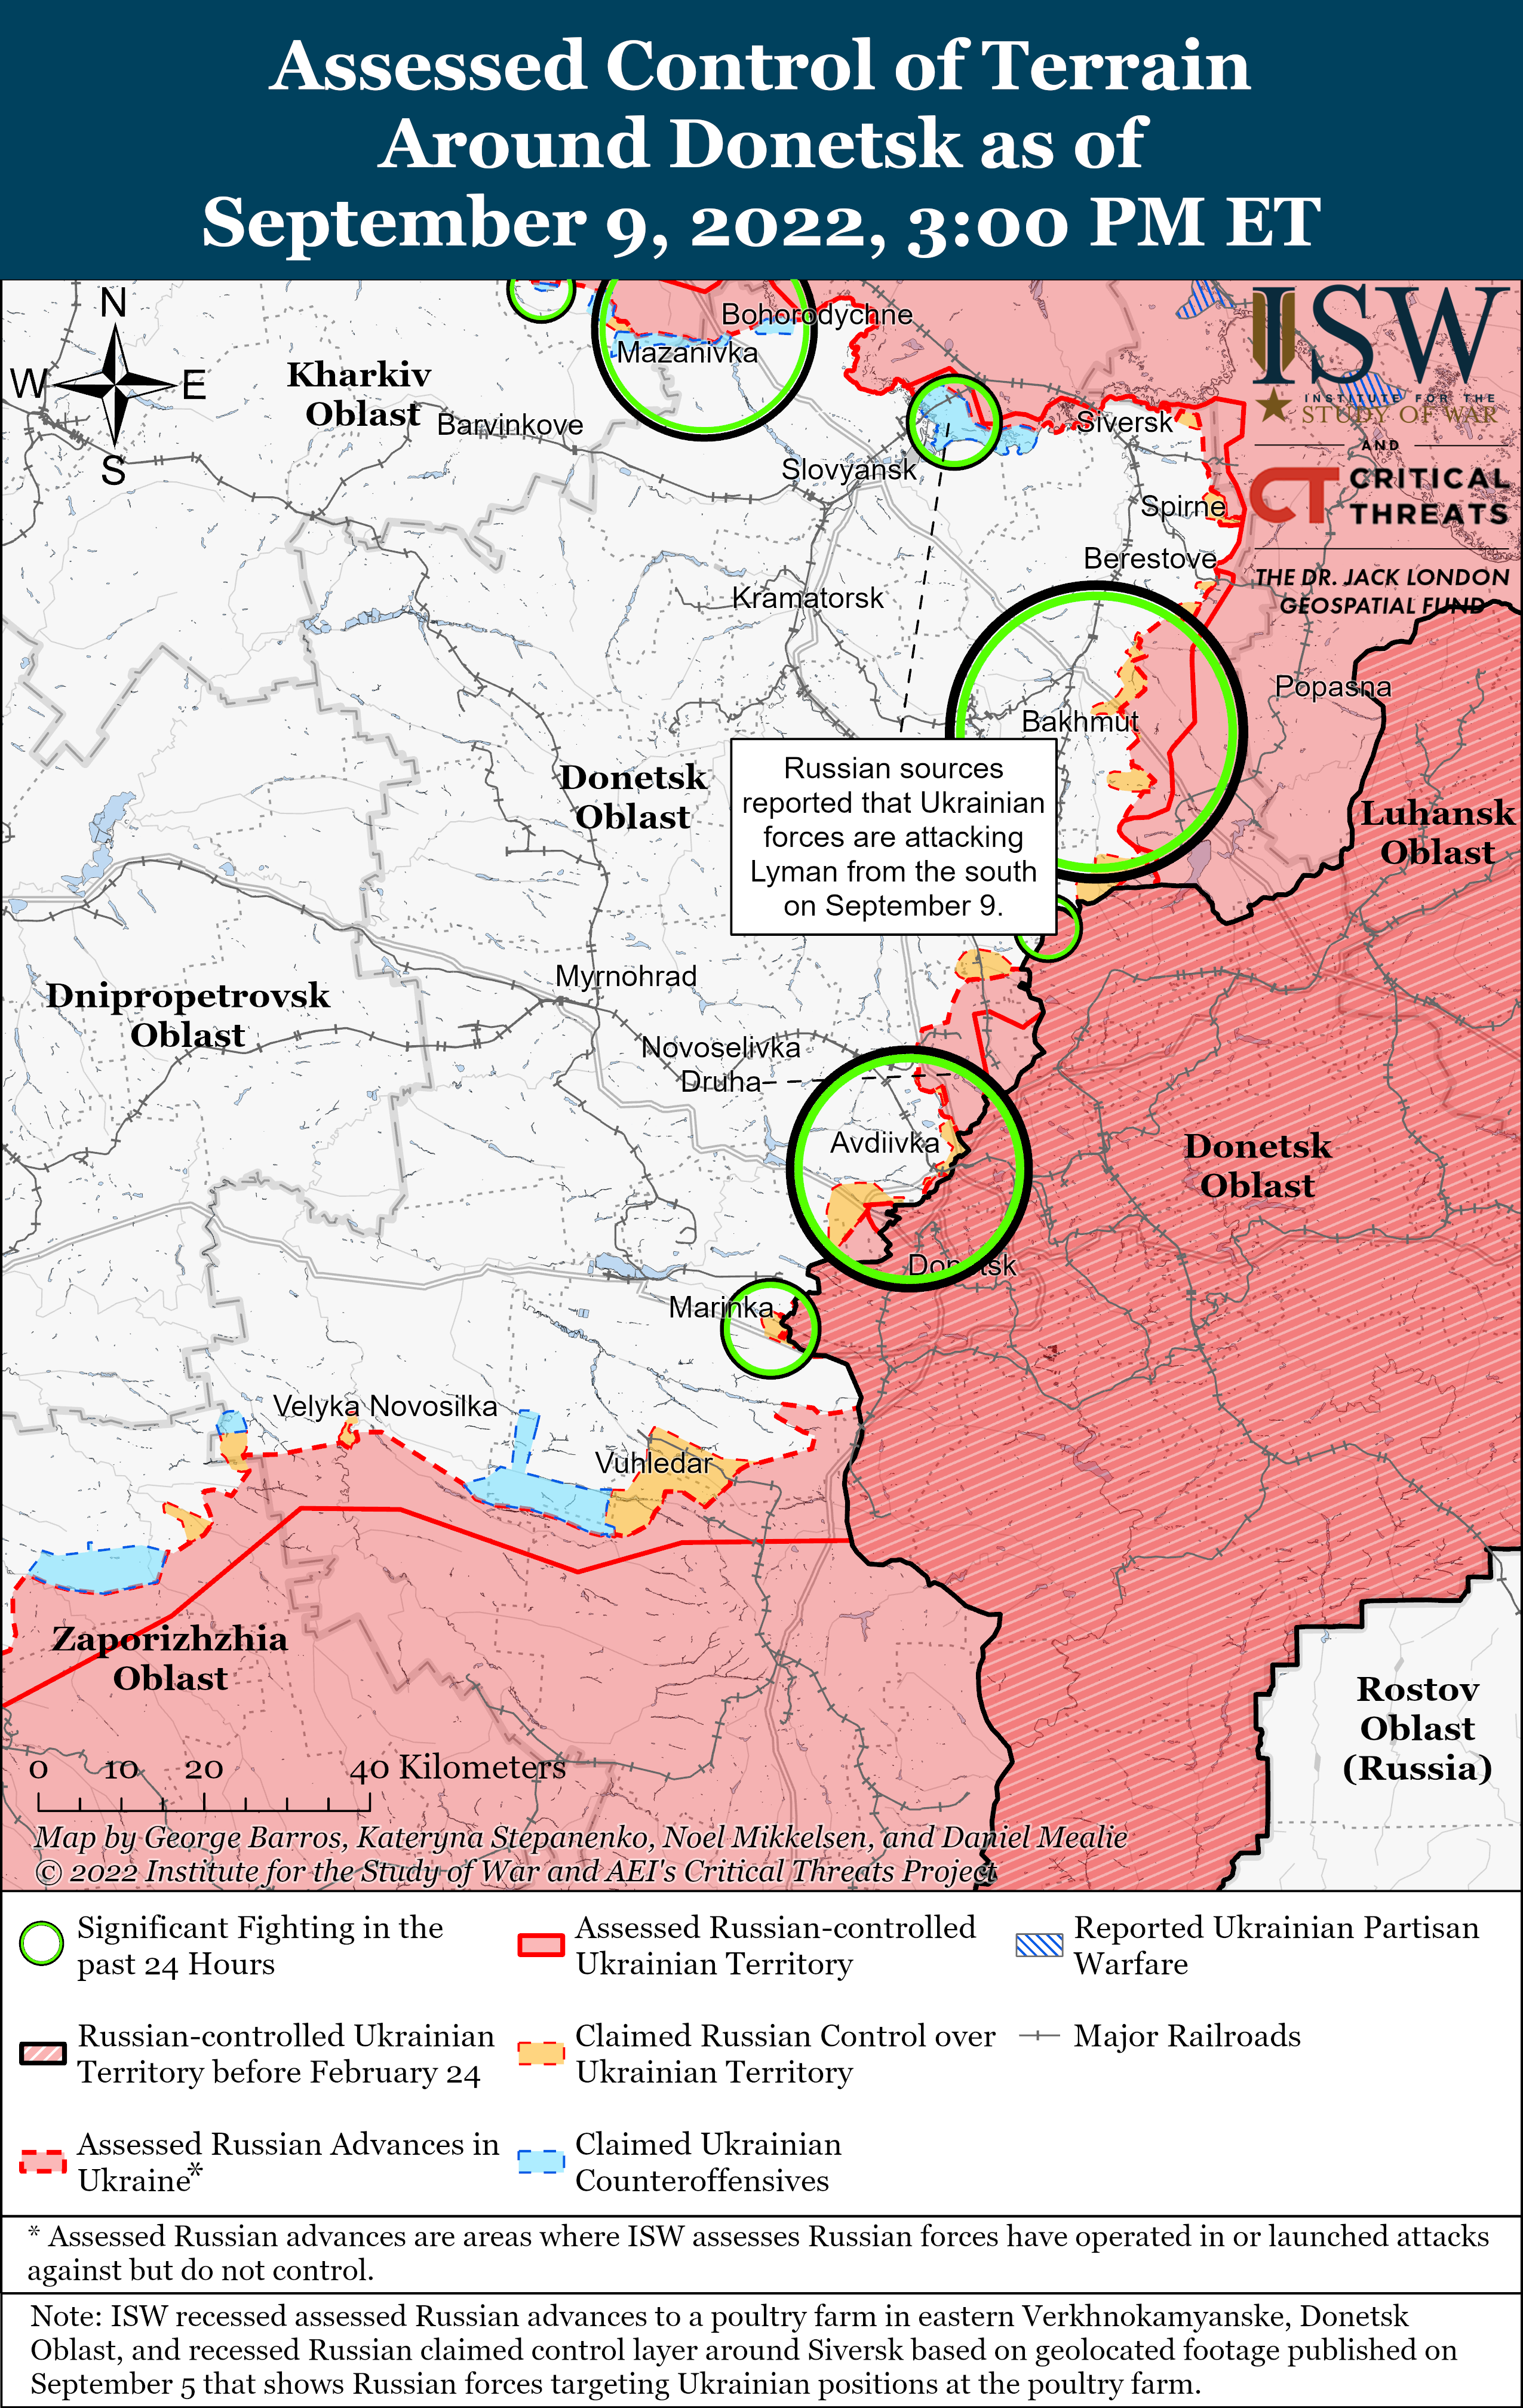 Assessed Control of Terrain
Around Donetsk as of
September 9, 2022, 3:00 PM ET
N
W E
S
Kharkiv
Oblast
Barvinkove
Bohorodychne
Mazanivka
Slovyansk
Siversk
Spirne
Berestove
Kramatorsk
Bakhmut
Popasna
ISW
INSTITUTE FOR THE
STUDY OF WAR
AND
CT CRITICAL
THREATS
THE DR. JACK LONDON
GEOSPATIAL FUND
Donetsk
Oblast
Russian sources
reported that Ukrainian
forces are attacking
Lyman from the south
on September 9.
Luhansk
Oblast
Dnipropetrovsk
Oblast
Myrnohrad
Novoselivka
Druha
Avdiivka
Donetsk
Oblast
Donetsk
Marinka
Velyka Novosilka
Vuhledar
Zaporizhzhia
Oblast
Rostov
Oblast
(Russia)
0 10 20 40 Kilometers
Map by George Barros, Kateryna Stepanenko, Noel Mikkelsen, and Daniel Mealie
© 2022 Institute for the Study of War and AEI's Critical Threats Project
Significant Fighting in the
past 24 Hours
Russian-controlled Ukrainian
Territory before February 24
Assessed Russian Advances in
Ukraine*
Assessed Russian-controlled
Ukrainian Territory
Claimed Russian Control over
Ukrainian Territory
Claimed Ukrainian
Counteroffensives
Reported Ukrainian Partisan
Warfare
Major Railroads
* Assessed Russian advances are areas where ISW assesses Russian forces have operated in or launched attacks
against but do not control.
Note: ISW recessed assessed Russian advances to a poultry farm in eastern Verkhnokamyanske, Donetsk
Oblast, and recessed Russian claimed control layer around Siversk based on geolocated footage published on
September 5 that shows Russian forces targeting Ukrainian positions at the poultry farm.